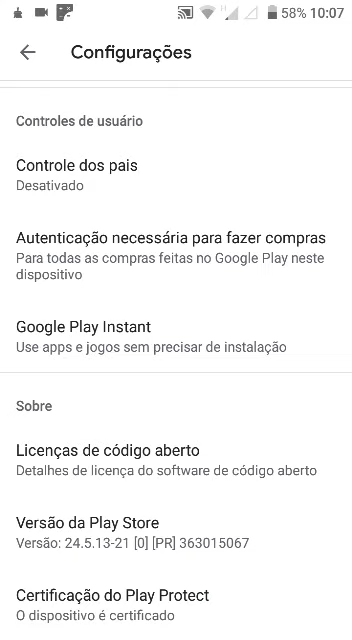 58% 10:07
Configurações
Controles de usuário
Controle dos pais
Desativado
Autenticação necessária para fazer compras
Para todas as compras feitas no Google Play neste
dispositivo
Google Play Instant
Use apps e jogos sem precisar de instalação
Sobre
Licenças de código aberto
Detalhes de licença do software de código aberto
Versão da Play Store
Versão: 24.5.13-21 [0] [PR] 363015067
Certificação do Play Protect
O dispositivo é certificado